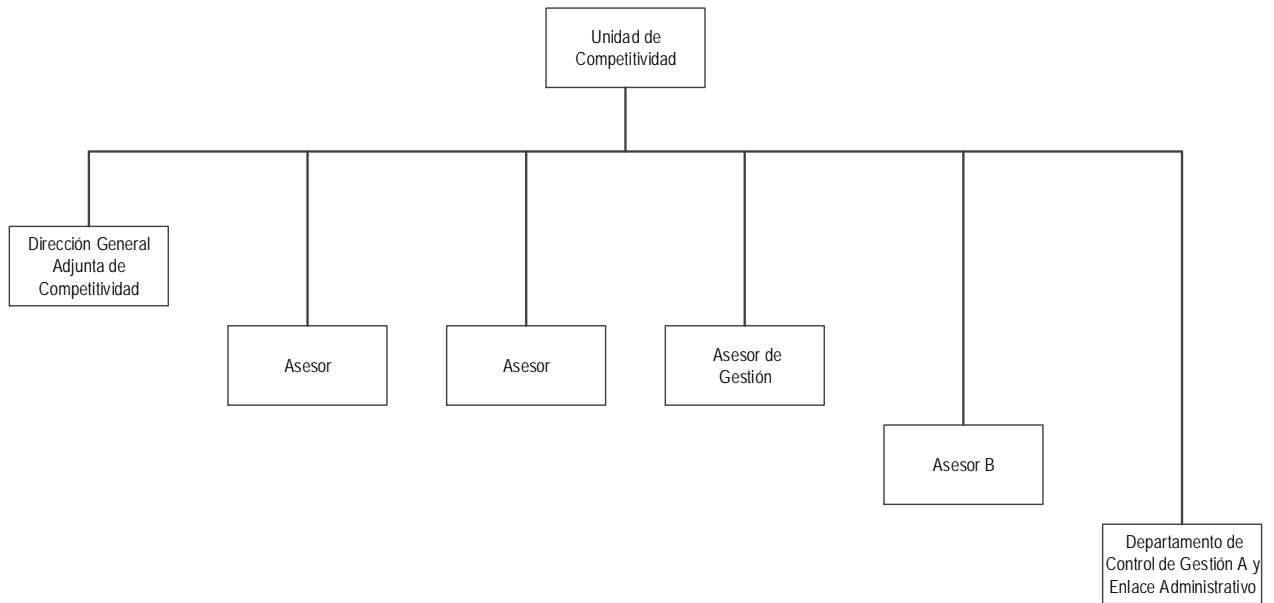 Unidad de
Competitividad
Dirección General
Adjunta de
Competitividad
Asesor
Asesor
Asesor de
Gestión
Asesor B
Departamento de
Control de Gestión A y
Enlace Administrativo